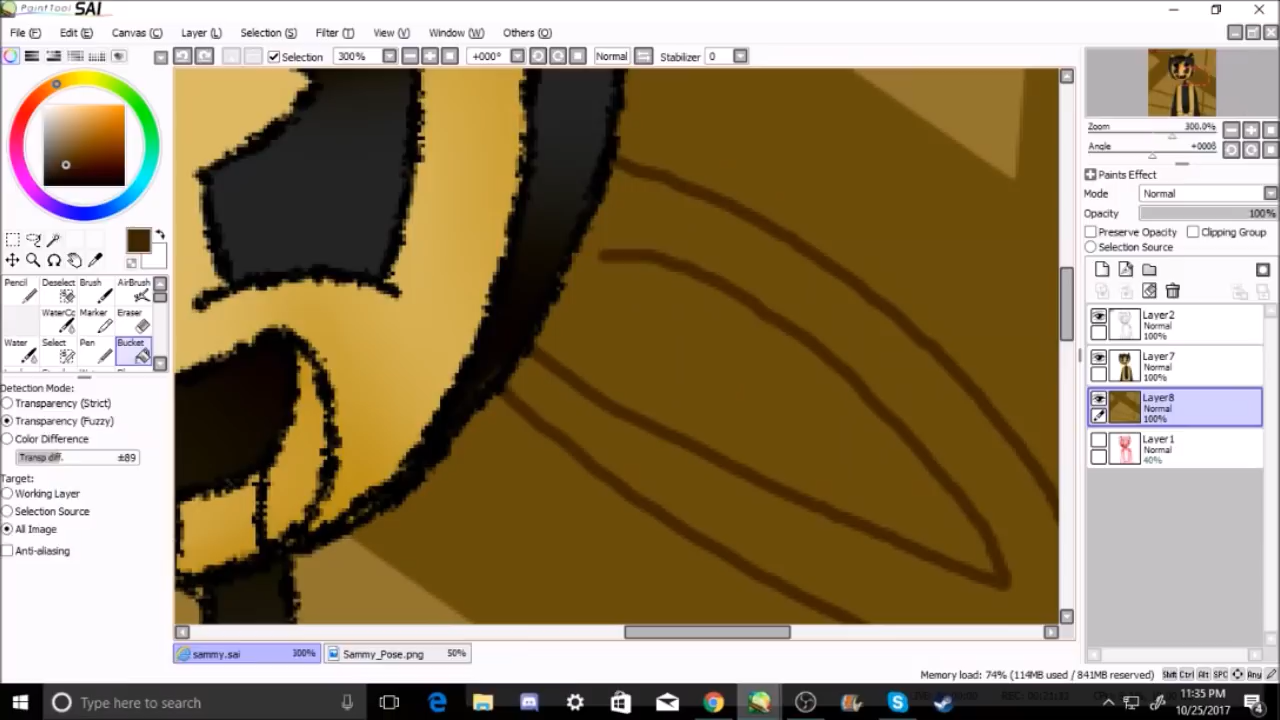 PaintTool SAI
File (F) Edit (E) Canvas (C) Layer (L) Selection (S) Filter (T) View (V) Window (W) Others (O)
Selection 300% +000° Normal Stabilizer 0
Zoom 300.0%
Angle +000§
Paints Effect
Mode Normal
Opacity 100%
Preserve Opacity Clipping Group
Selection Source
Pencil Deselect Brush AirBrush
WaterCo Marker Eraser
Water Select Pen Bucket
Detection Mode:
Transparency (Strict)
Transparency (Fuzzy)
Color Difference
Transp diff. ±89
Target:
Working Layer
Selection Source
All Image
Anti-aliasing
Layer2
Normal
100%
Layer7
Normal
100%
Layer8
Normal
100%
Layer1
Normal
40%
sammy.sai 300% Sammy_Pose.png 50%
Memory load: 74% (114MB used / 841MB reserved) Shift Ctrl Alt SPC Any
Type here to search
11:35 PM
10/25/2017
4